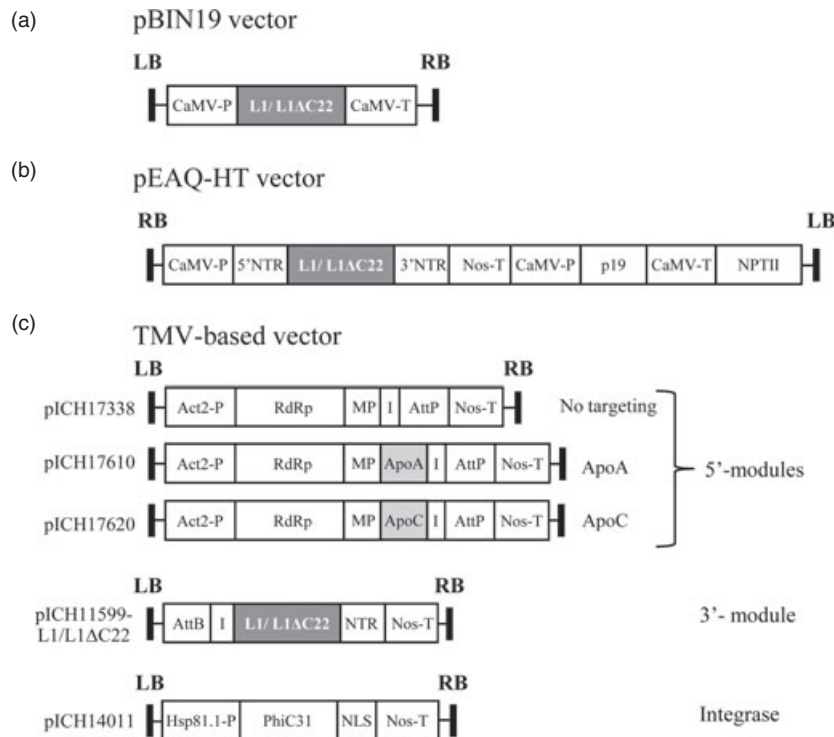 (a) pBIN19 vector
LB RB
CaMV-P L1/ L1ΔC22 CaMV-T
(b) pEAQ-HT vector
RB LB
CaMV-P 5'NTR L1/ L1ΔC22 3'NTR Nos-T CaMV-P p19 CaMV-T NPTII
(c) TMV-based vector
LB RB
pICH17338 Act2-P RdRp MP I AttP Nos-T No targeting
pICH17610 Act2-P RdRp MP ApoA I AttP Nos-T ApoA
5'-modules
pICH17620 Act2-P RdRp MP ApoC I AttP Nos-T ApoC
LB RB
pICH11599-
L1/L1ΔC22 AttB I L1/ L1ΔC22 NTR Nos-T 3'- module
LB RB
pICH14011 Hsp81.1-P PhiC31 NLS Nos-T Integrase